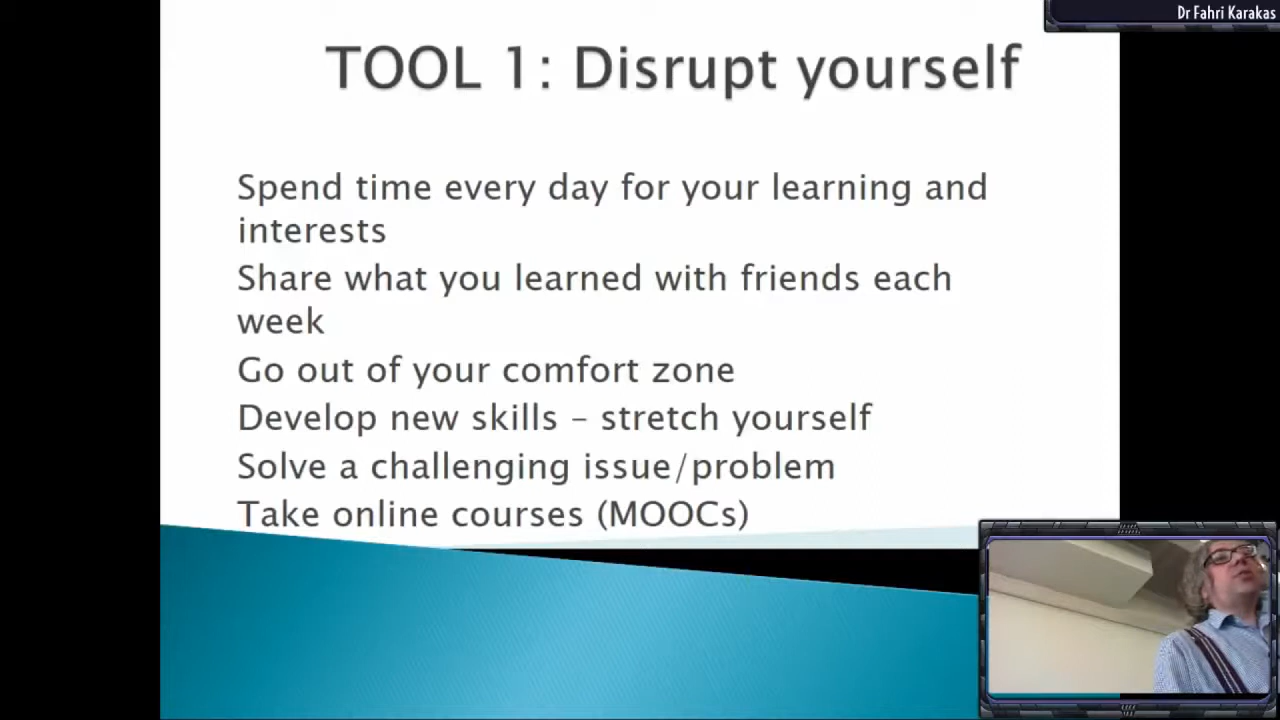 Dr Fahri Karakas
TOOL 1: Disrupt yourself
Spend time every day for your learning and
interests
Share what you learned with friends each
week
Go out of your comfort zone
Develop new skills – stretch yourself
Solve a challenging issue/problem
Take online courses (MOOCs)